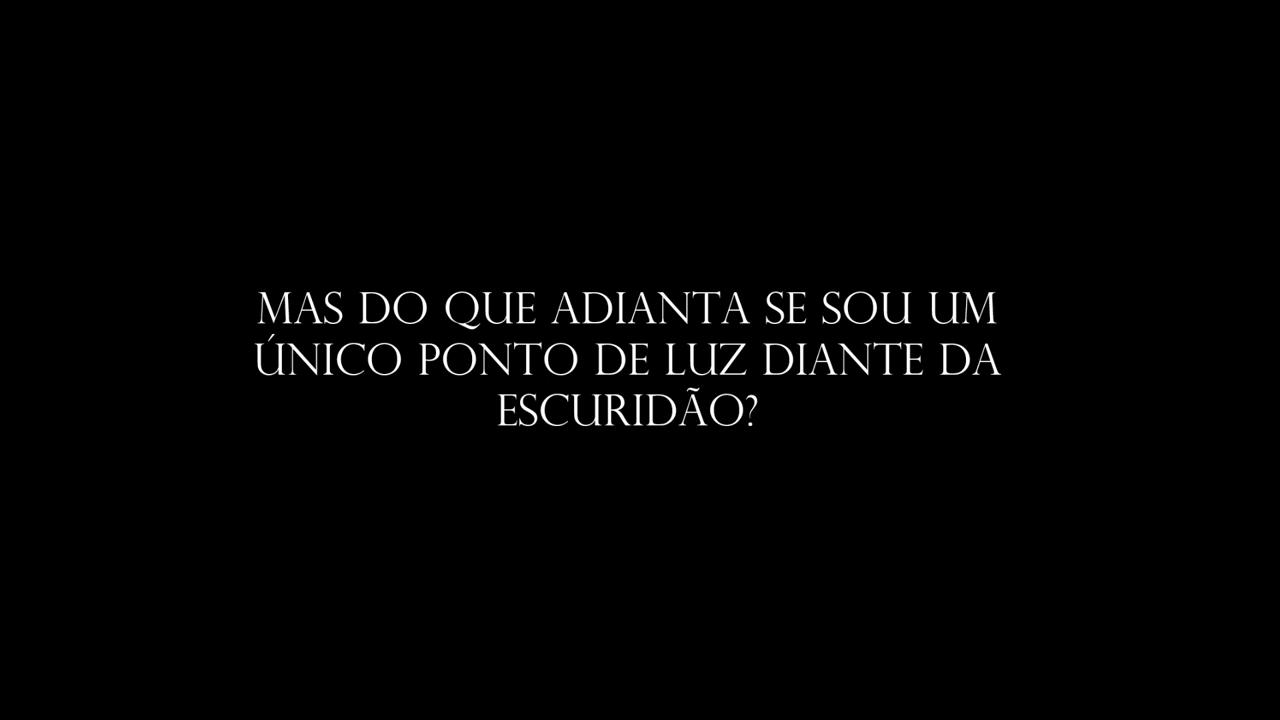 MAS DO QUE ADIANTA SE SOU UM
ÚNICO PONTO DE LUZ DIANTE DA
ESCURIDÃO?